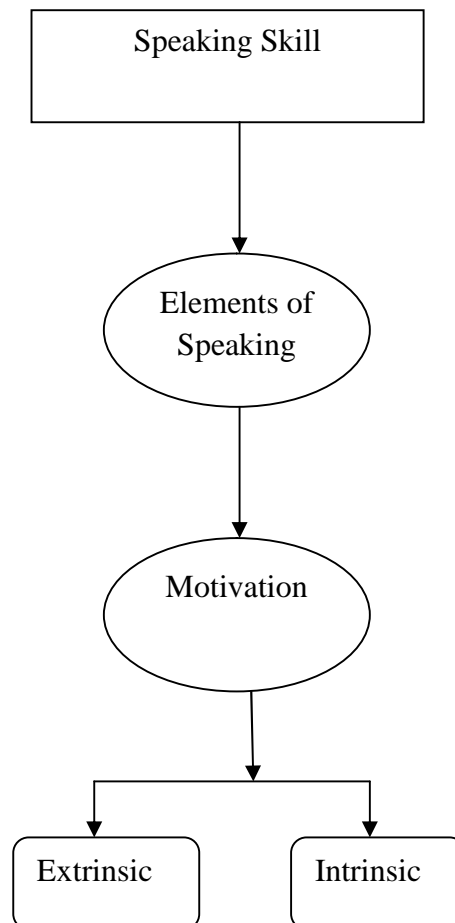 Speaking Skill
Elements of
Speaking
Motivation
Extrinsic
Intrinsic